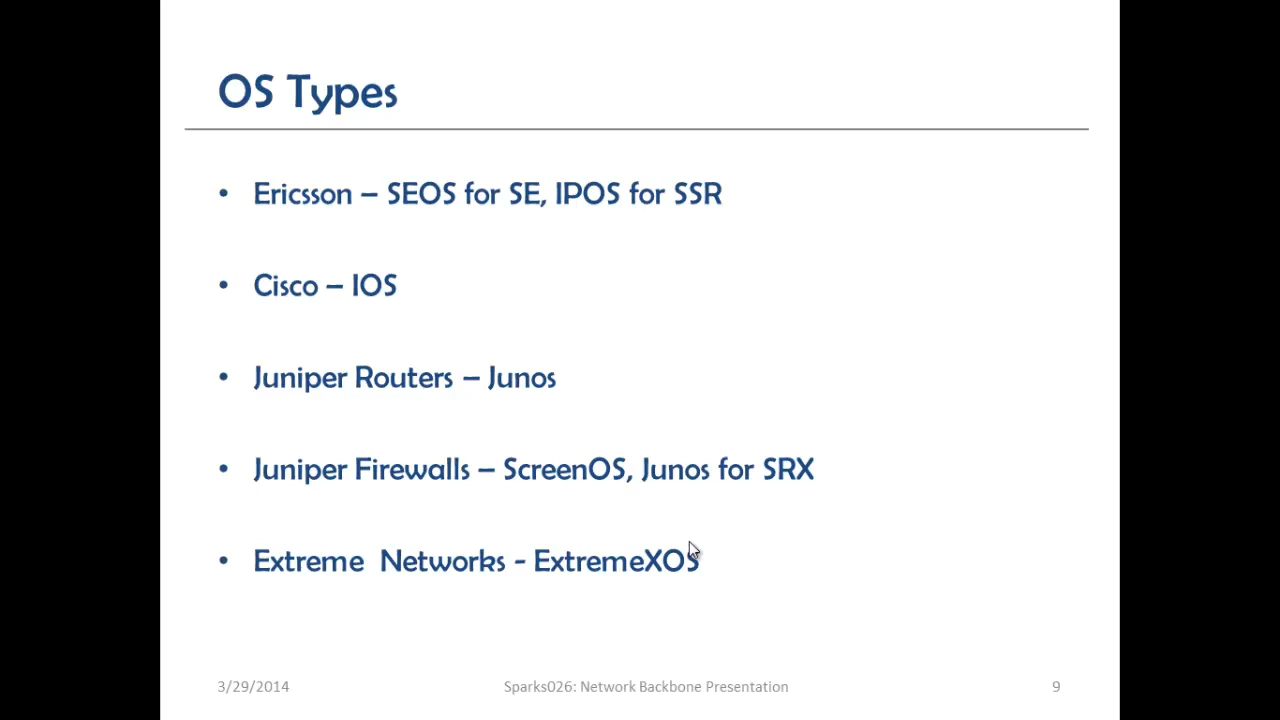 OS Types
• Ericsson – SEOS for SE, IPOS for SSR
• Cisco – IOS
• Juniper Routers – Junos
• Juniper Firewalls – ScreenOS, Junos for SRX
• Extreme  Networks - ExtremeXOS
3/29/2014 Sparks026: Network Backbone Presentation 9